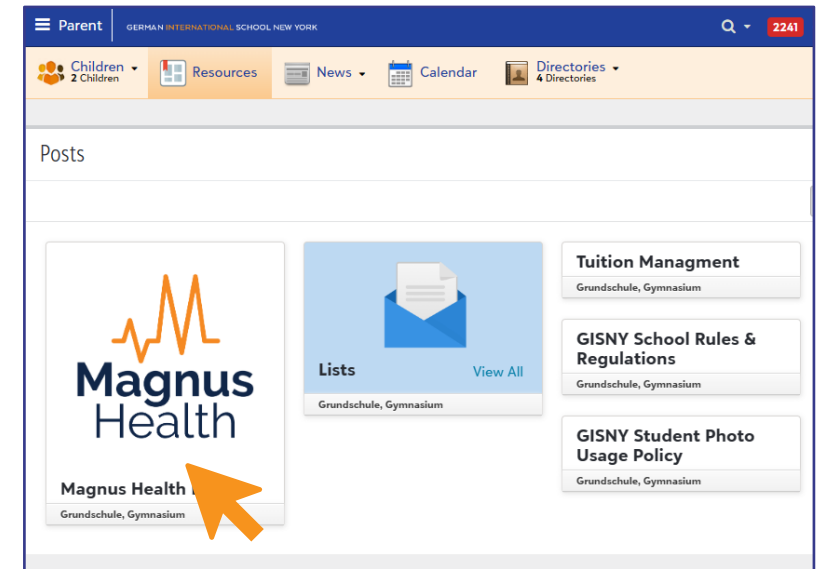 Parent
GERMAN INTERNATIONAL SCHOOL NEW YORK
2241
Children
2 Children
Resources
News
Calendar
Directories
4 Directories
Posts
Magnus
Health
Magnus Health
Grundschule, Gymnasium
Lists
View All
Grundschule, Gymnasium
Tuition Managment
Grundschule, Gymnasium
GISNY School Rules &
Regulations
Grundschule, Gymnasium
GISNY Student Photo
Usage Policy
Grundschule, Gymnasium